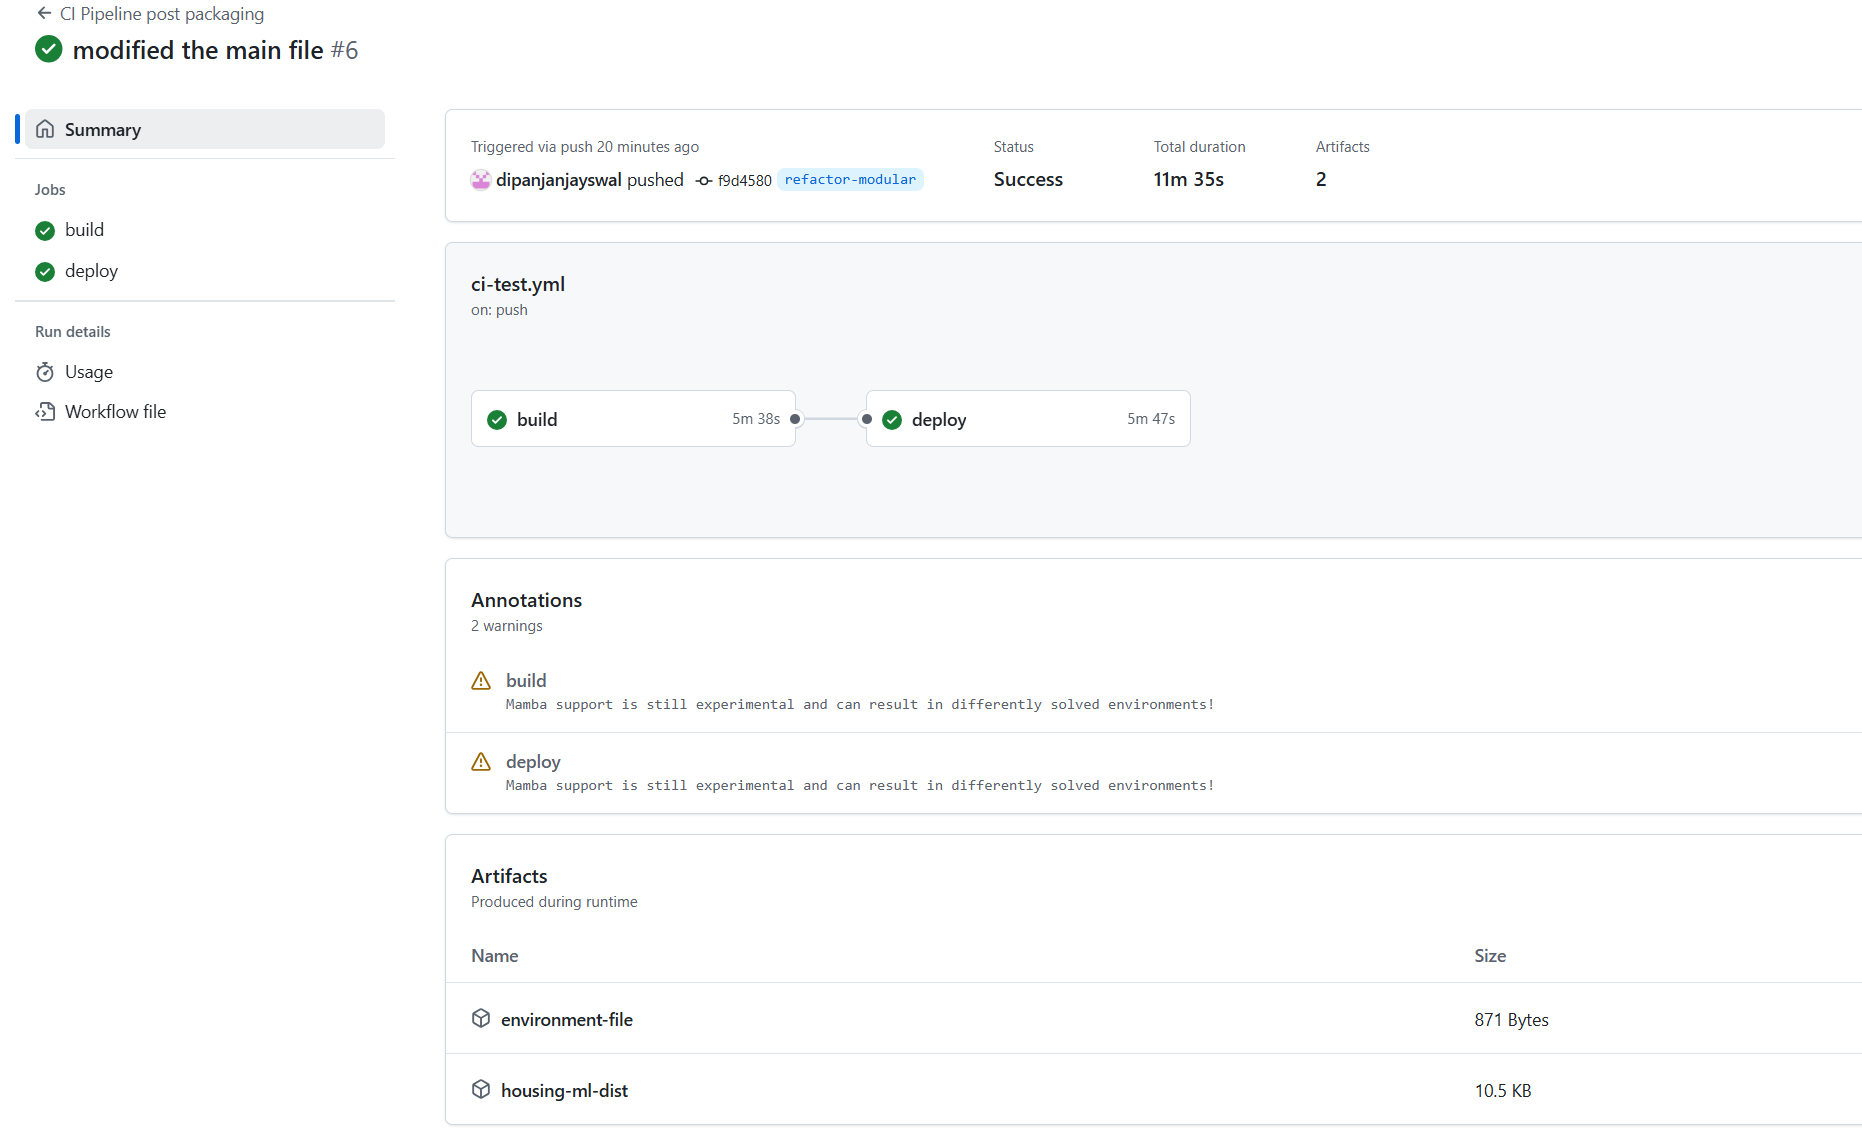 CI Pipeline post packaging
modified the main file #6
Summary
Jobs
build
deploy
Run details
Usage
Workflow file
Triggered via push 20 minutes ago
dipanjanjayswal pushed f9d4580 refactor-modular
Status
Success
Total duration
11m 35s
Artifacts
2
ci-test.yml
on: push
build 5m 38s
deploy 5m 47s
Annotations
2 warnings
build
Mamba support is still experimental and can result in differently solved environments!
deploy
Mamba support is still experimental and can result in differently solved environments!
Artifacts
Produced during runtime
Name Size
environment-file 871 Bytes
housing-ml-dist 10.5 KB